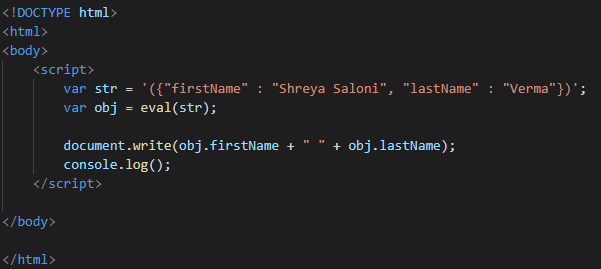 <!DOCTYPE html>
<html>
<body>
<script>
var str = '({"firstName" : "Shreya Saloni", "lastName" : "Verma"})';
var obj = eval(str);
document.write(obj.firstName + " " + obj.lastName);
console.log();
</script>
</body>
</html>